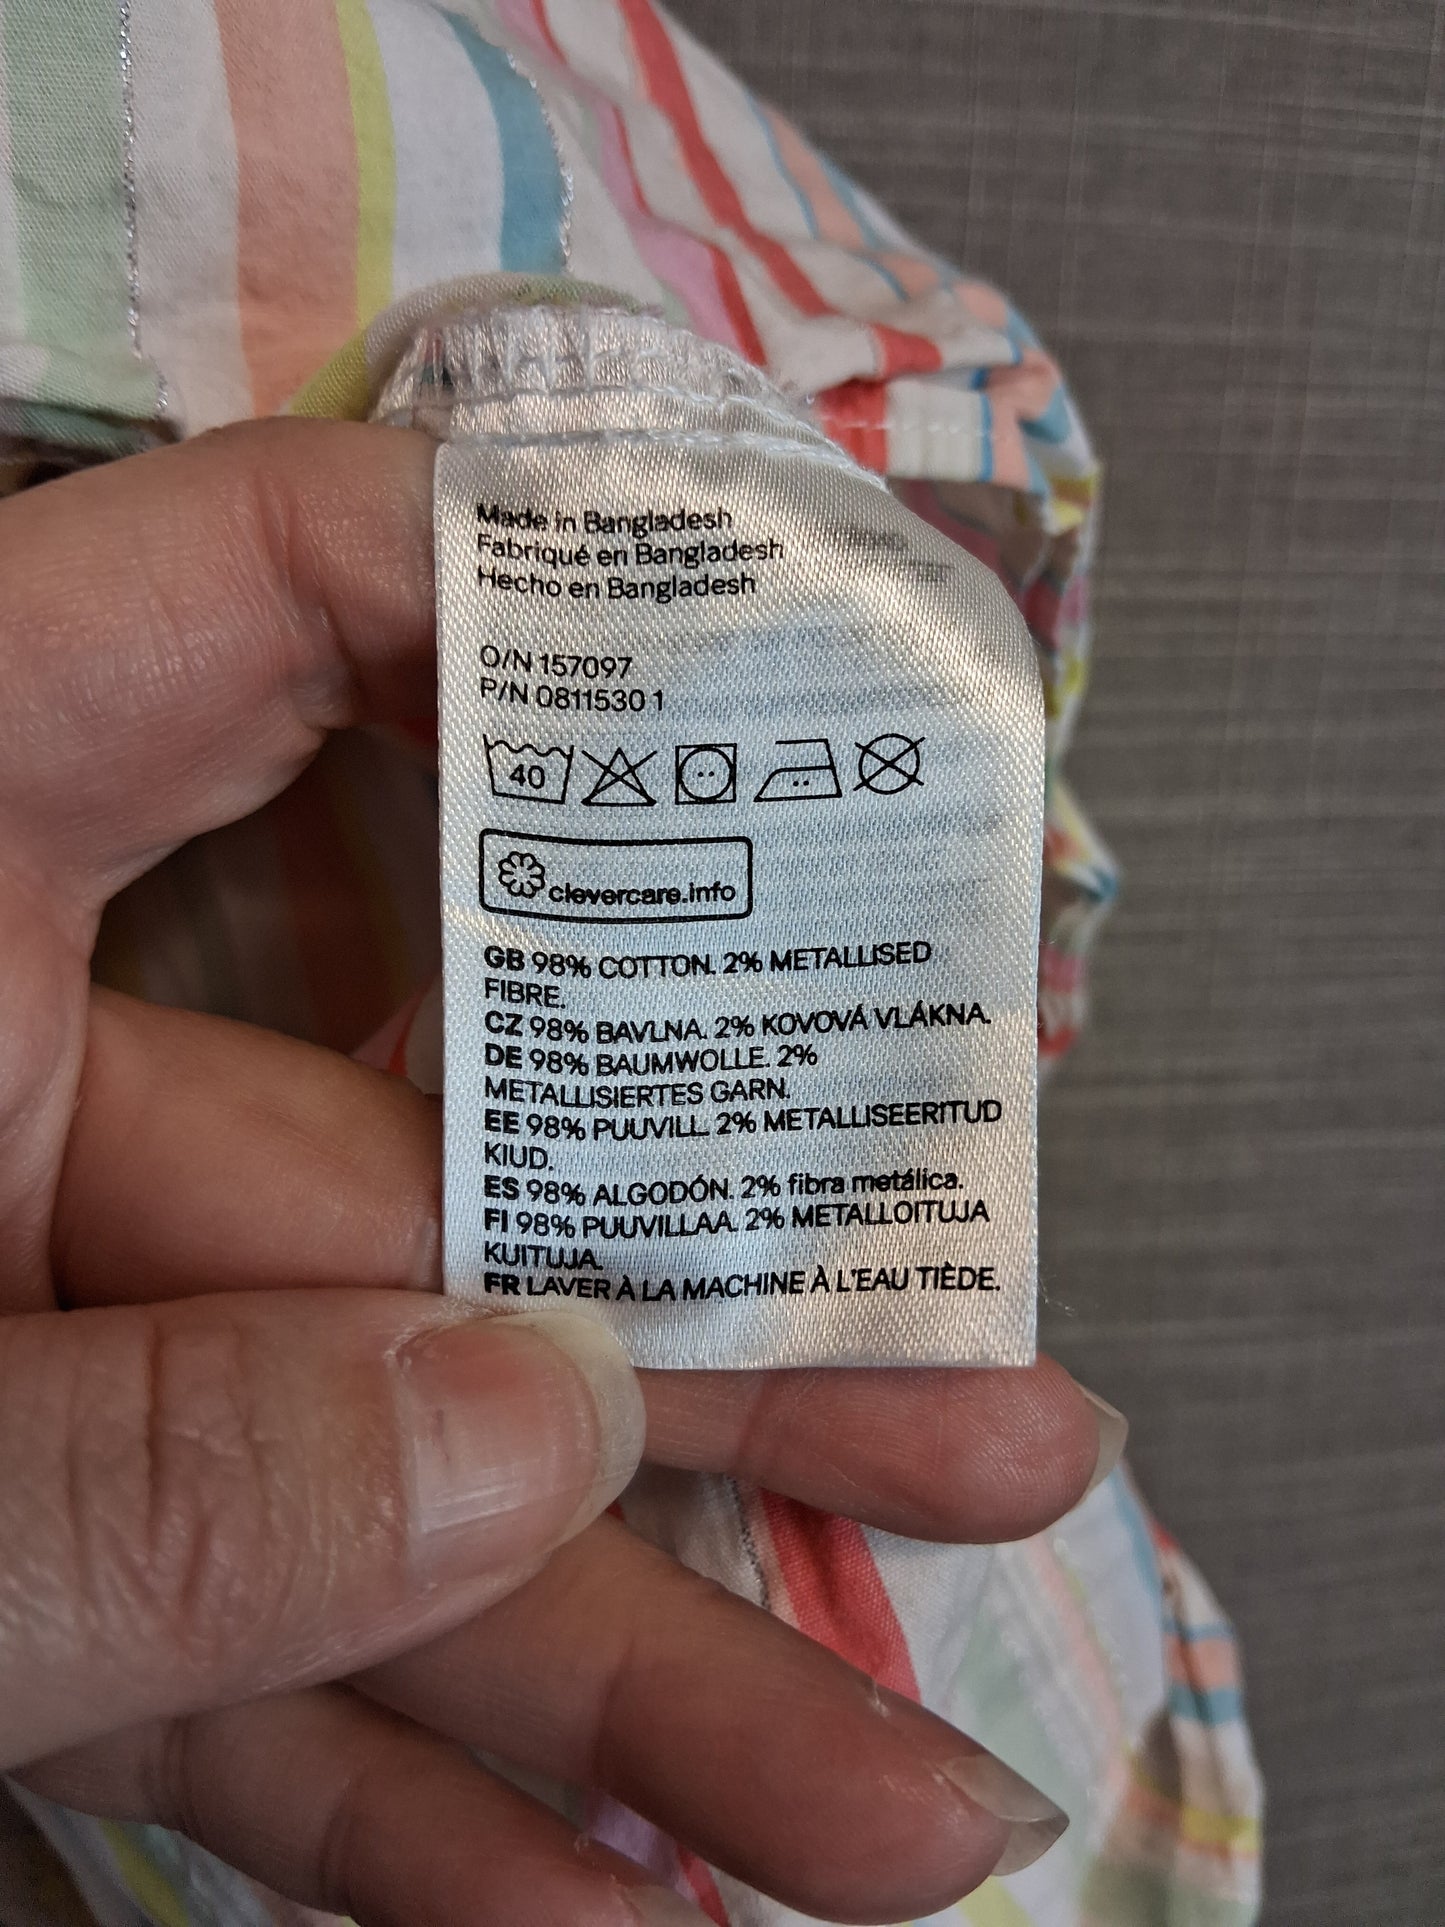 Made in Bangladesh
Fabriqué en Bangladesh
Hecho en Bangladesh
O/N 157097
P/N 0811530 1
40
clevercare.info
GB 98% COTTON. 2% METALLISED
FIBRE.
CZ 98% BAVLNA. 2% KOVOVÁ VLÁKNA.
DE 98% BAUMWOLLE. 2%
METALLISIERTES GARN.
EE 98% PUUVILL. 2% METALLISEERITUD
KIUD.
ES 98% ALGODÓN. 2% fibra metálica.
FI 98% PUUVILLAA. 2% METALLOITUJA
KUITUJA.
FR LAVER À LA MACHINE À L'EAU TIÈDE.